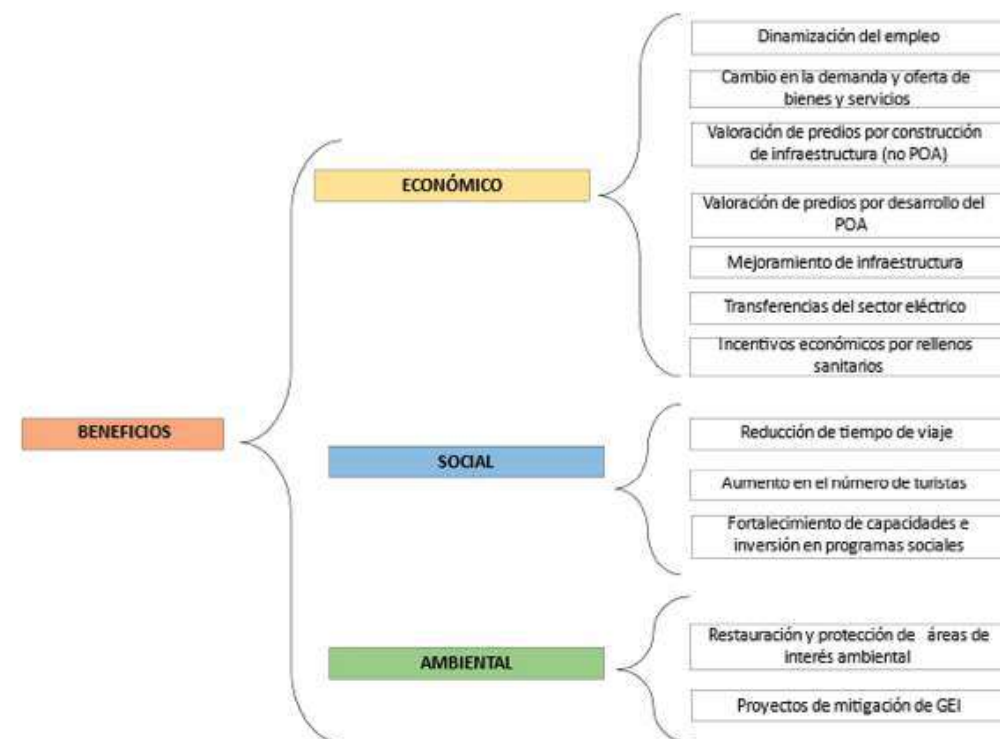 BENEFICIOS
ECONÓMICO
Dinamización del empleo
Cambio en la demanda y oferta de
bienes y servicios
Valoración de predios por construcción
de infraestructura (no POA)
Valoración de predios por desarrollo del
POA
Mejoramiento de infraestructura
Transferencias del sector eléctrico
Incentivos económicos por rellenos
sanitarios
SOCIAL
Reducción de tiempo de viaje
Aumento en el número de turistas
Fortalecimiento de capacidades e
inversión en programas sociales
AMBIENTAL
Restauración y protección de áreas de
interés ambiental
Proyectos de mitigación de GEI